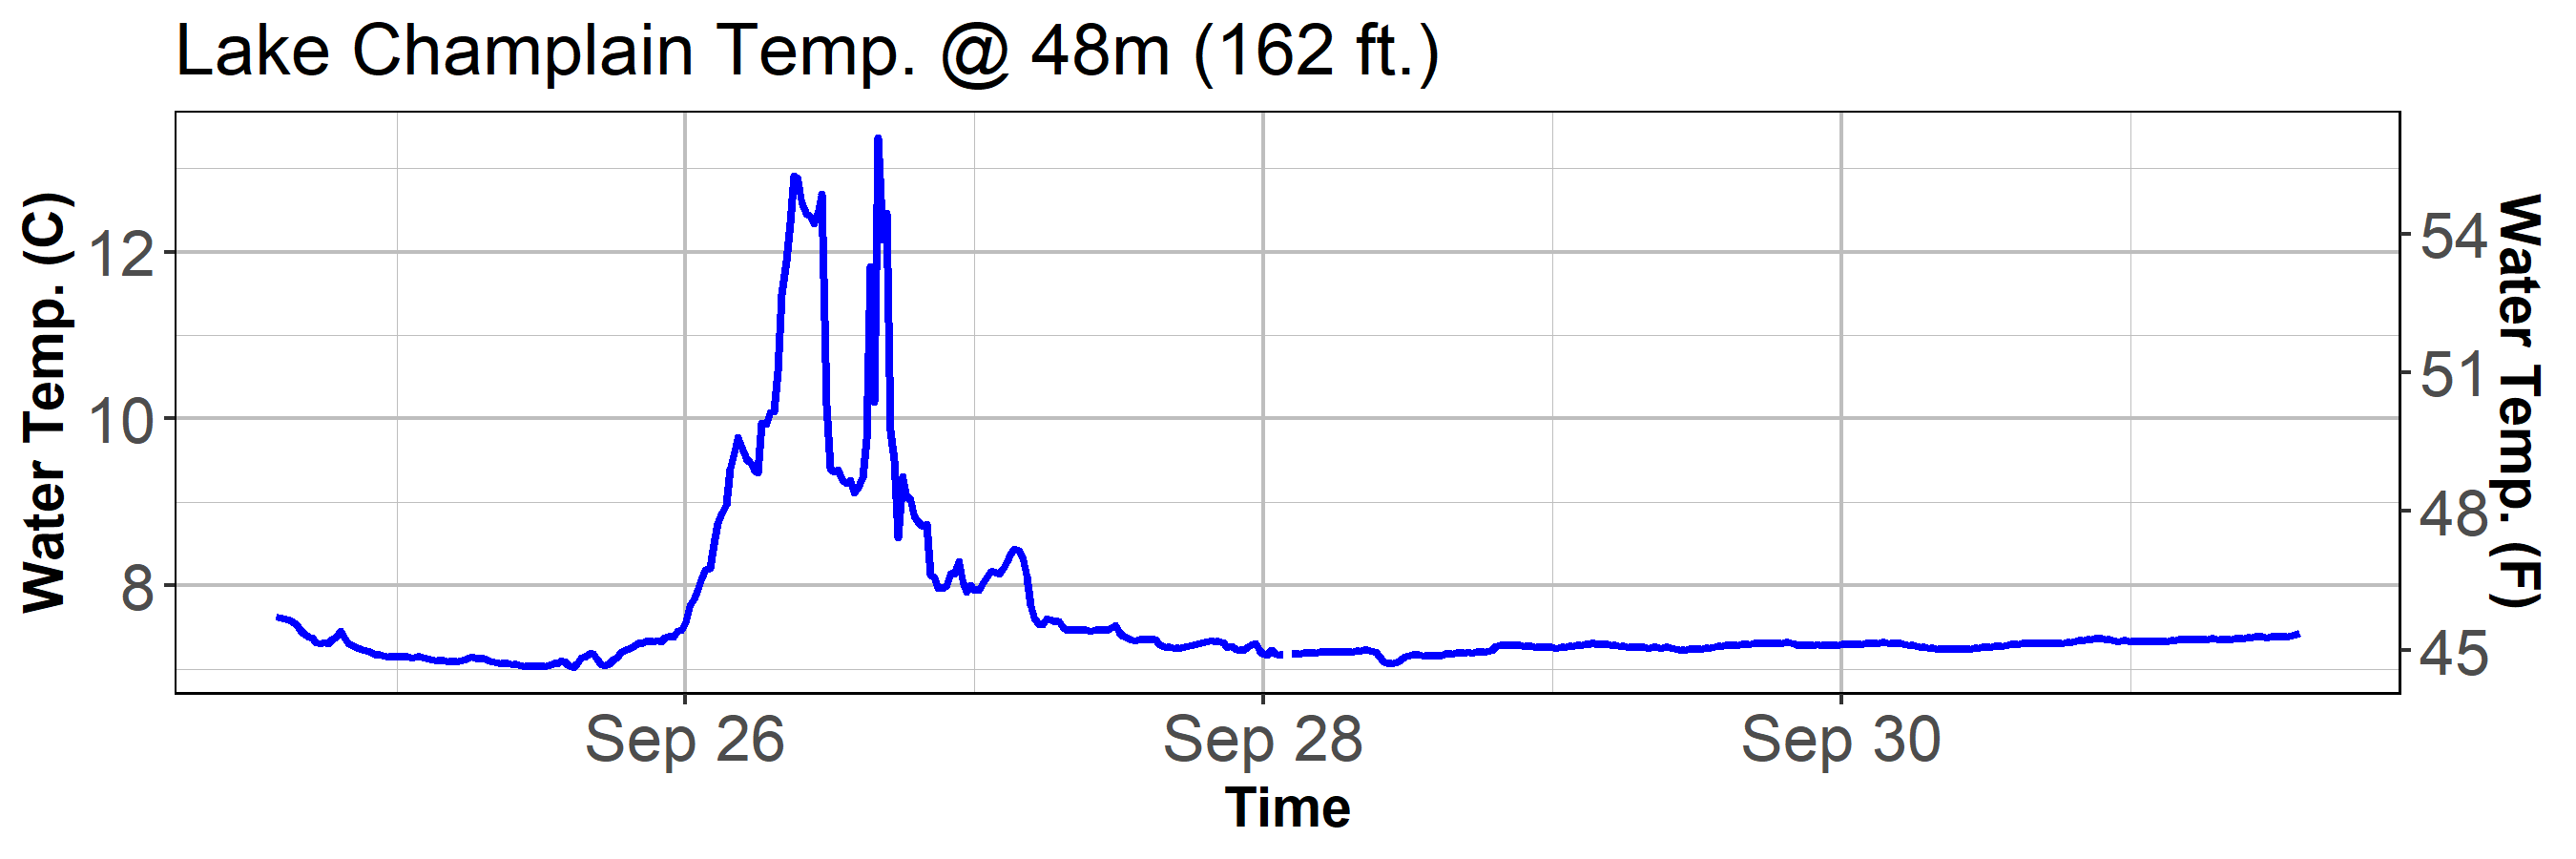 Lake Champlain Temp. @ 48m (162 ft.)
Water Temp. (C)
12
10
8
54
51
48
45
Water Temp. (F)
Sep 26
Sep 28
Sep 30
Time